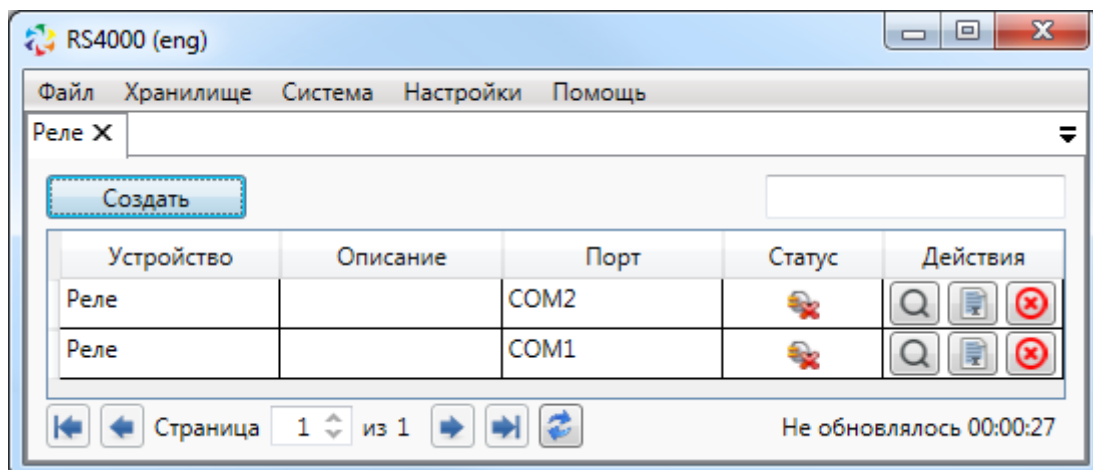 RS4000 (eng)
Файл Хранилище Система Настройки Помощь
Реле
Создать
Устройство Описание Порт Статус Действия
Реле COM2
Реле COM1
Страница 1 из 1 Не обновлялось 00:00:27